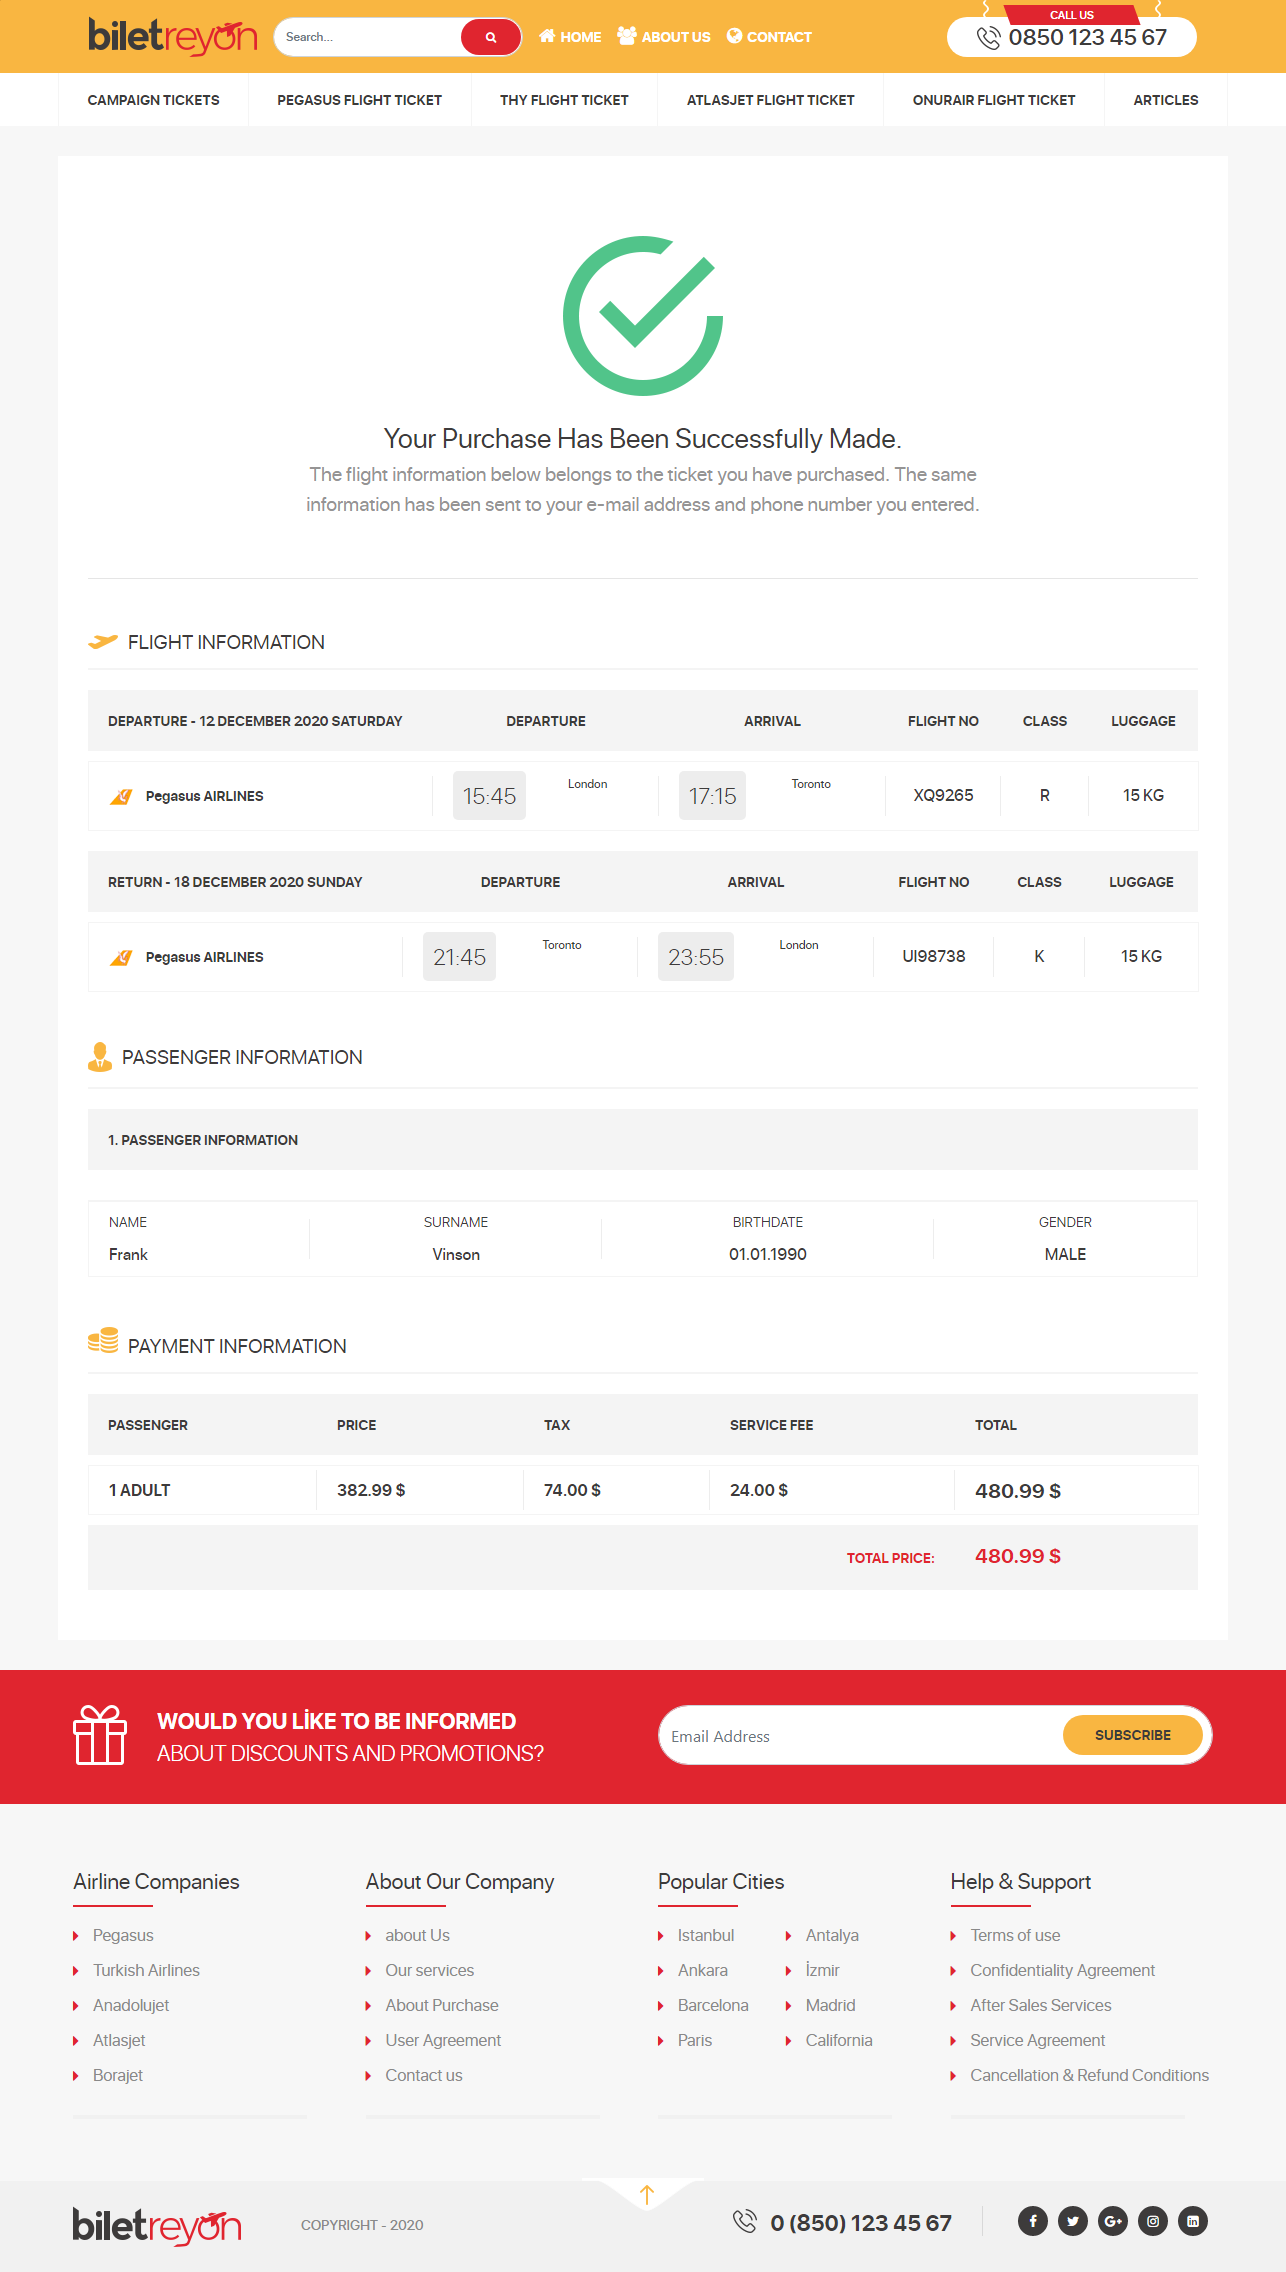 biletreyon
Search...
HOME
ABOUT US
CONTACT
CALL US
0850 123 45 67
CAMPAIGN TICKETS
PEGASUS FLIGHT TICKET
THY FLIGHT TICKET
ATLASJET FLIGHT TICKET
ONURAIR FLIGHT TICKET
ARTICLES
Your Purchase Has Been Successfully Made.
The flight information below belongs to the ticket you have purchased. The same
information has been sent to your e-mail address and phone number you entered.
FLIGHT INFORMATION
DEPARTURE - 12 DECEMBER 2020 SATURDAY DEPARTURE ARRIVAL FLIGHT NO CLASS LUGGAGE
Pegasus AIRLINES 15:45 London 17:15 Toronto XQ9265 R 15 KG
RETURN - 18 DECEMBER 2020 SUNDAY DEPARTURE ARRIVAL FLIGHT NO CLASS LUGGAGE
Pegasus AIRLINES 21:45 Toronto 23:55 London UI98738 K 15 KG
PASSENGER INFORMATION
1. PASSENGER INFORMATION
NAME SURNAME BIRTHDATE GENDER
Frank Vinson 01.01.1990 MALE
PAYMENT INFORMATION
PASSENGER PRICE TAX SERVICE FEE TOTAL
1 ADULT 382.99 $ 74.00 $ 24.00 $ 480.99 $
TOTAL PRICE: 480.99 $
WOULD YOU LİKE TO BE INFORMED
ABOUT DISCOUNTS AND PROMOTIONS?
Email Address
SUBSCRIBE
Airline Companies
Pegasus
Turkish Airlines
Anadolujet
Atlasjet
Borajet
About Our Company
about Us
Our services
About Purchase
User Agreement
Contact us
Popular Cities
Istanbul
Ankara
Barcelona
Paris
Antalya
İzmir
Madrid
California
Help & Support
Terms of use
Confidentiality Agreement
After Sales Services
Service Agreement
Cancellation & Refund Conditions
biletreyon
COPYRIGHT - 2020
0 (850) 123 45 67